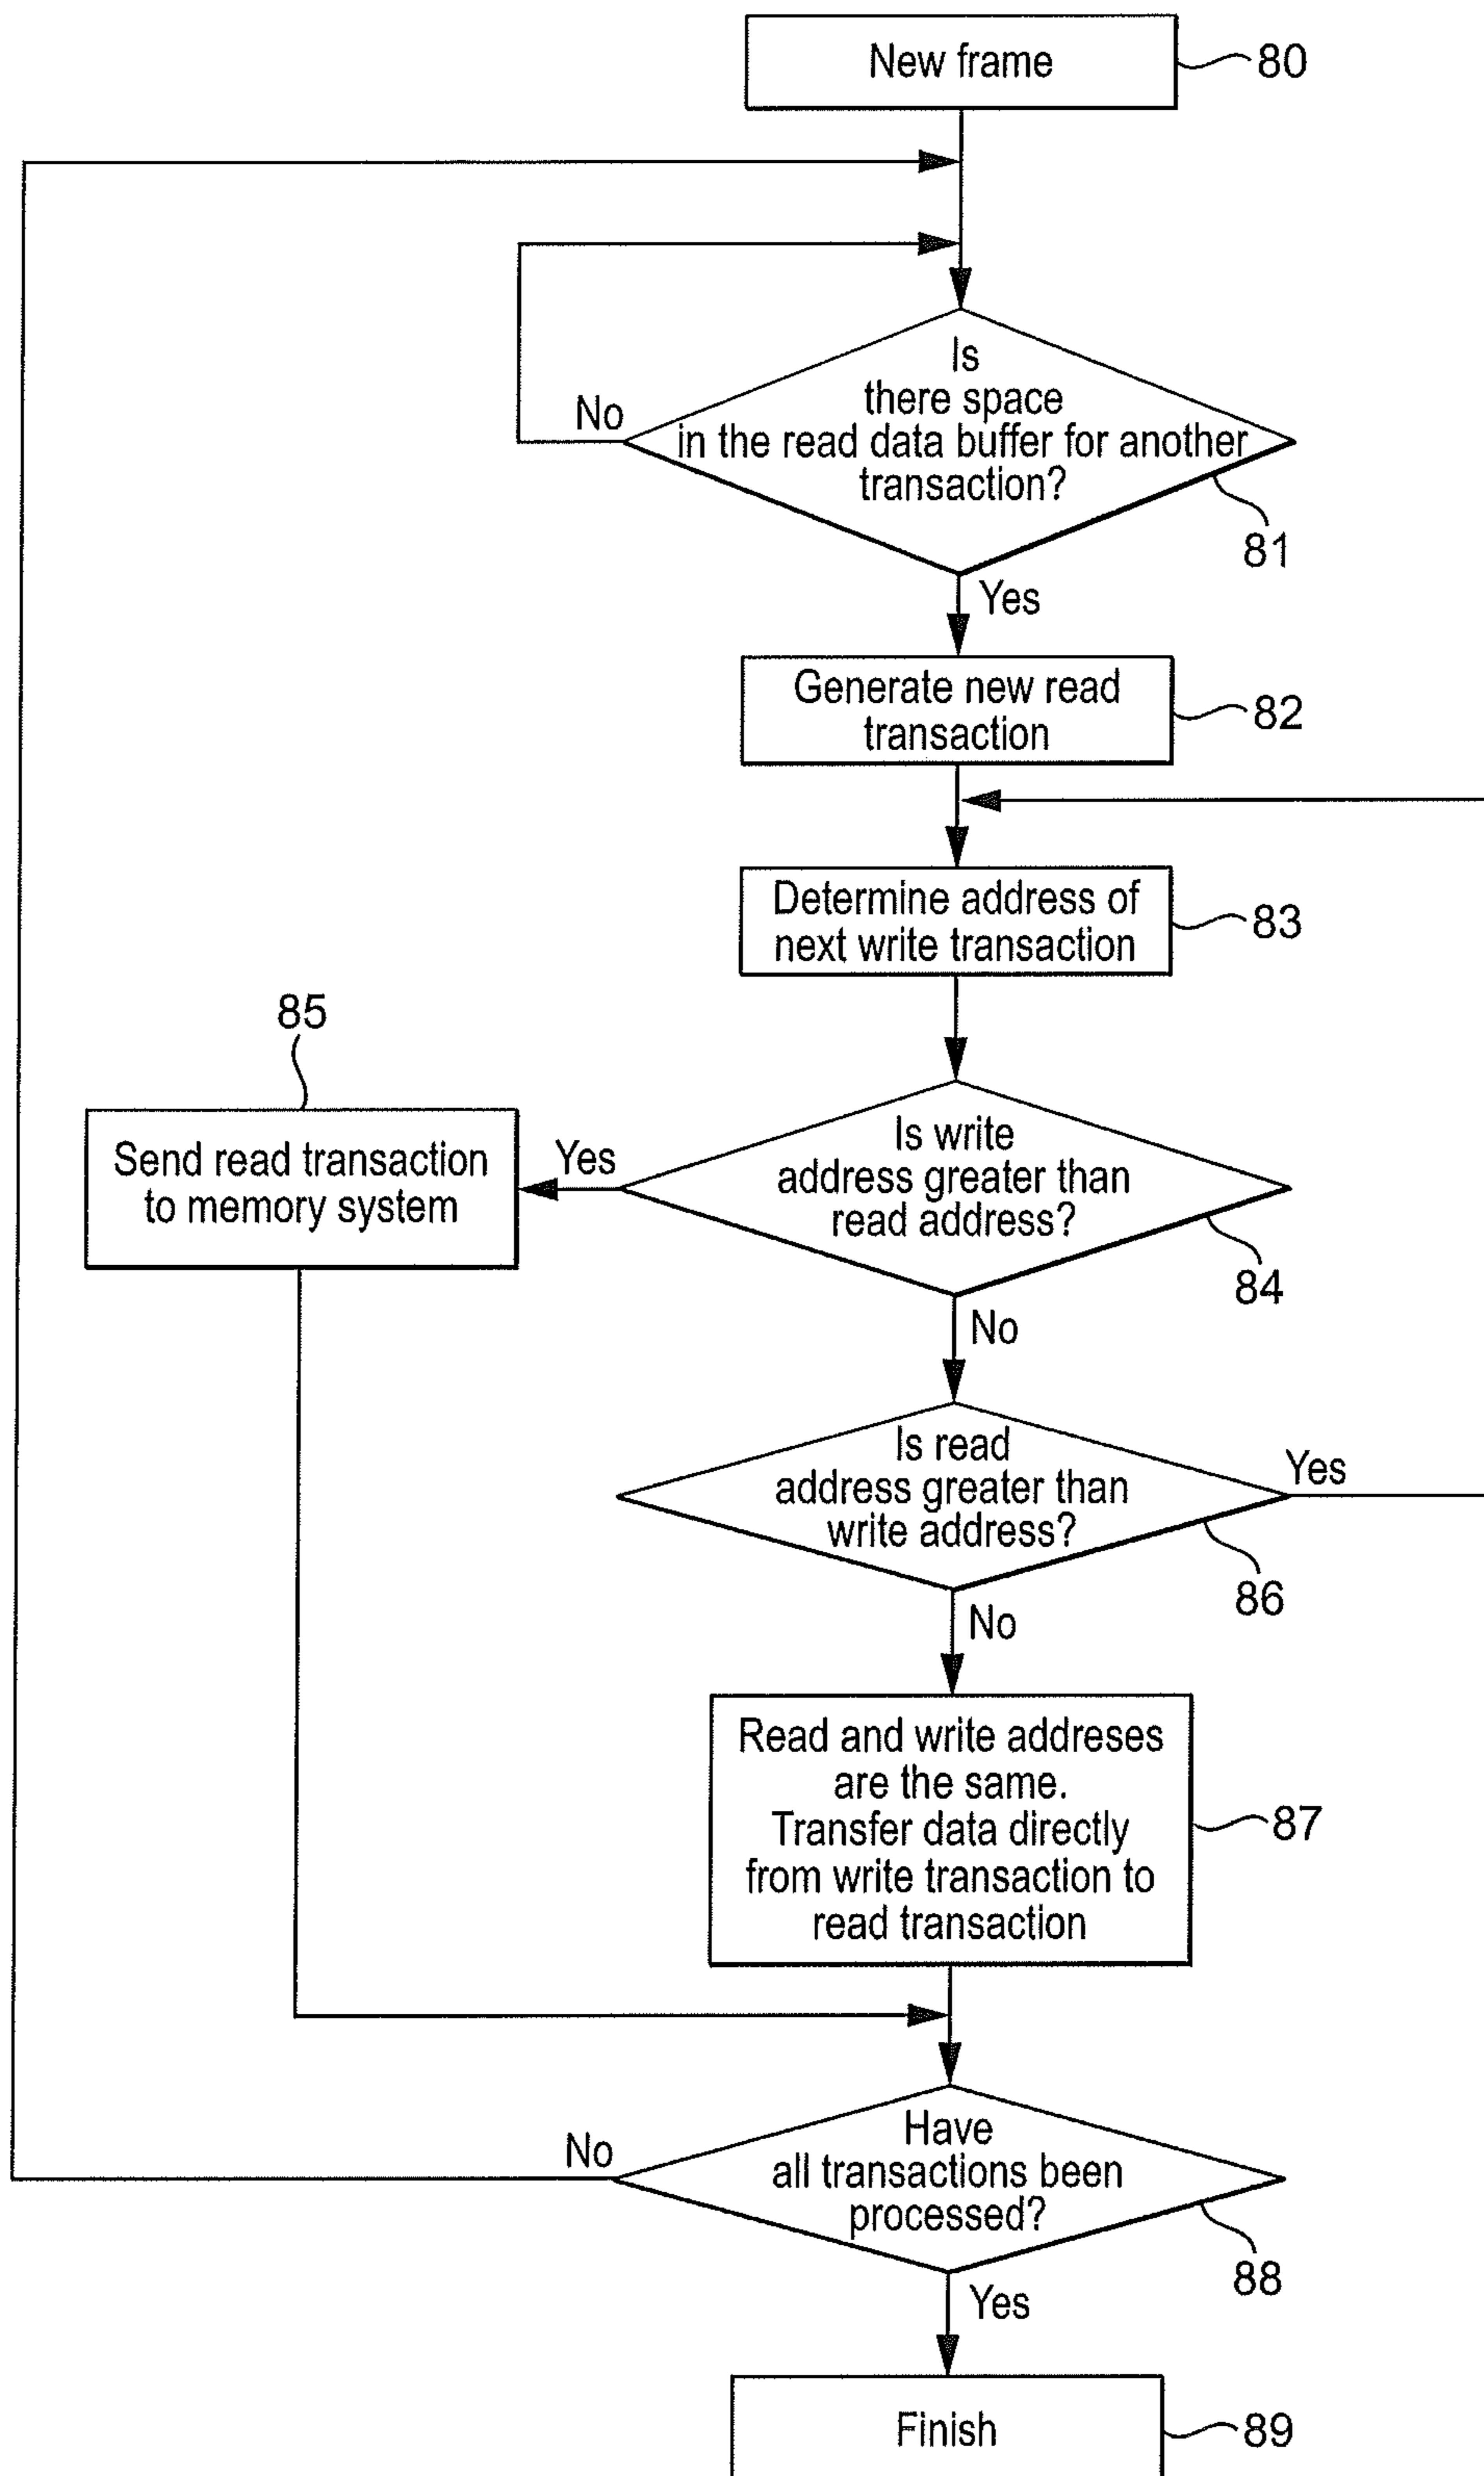 New frame
80
Is
there space
in the read data buffer for another
transaction?
No
81
Yes
Generate new read
transaction
82
Determine address of
next write transaction
83
85
Send read transaction
to memory system
Yes
Is write
address greater than
read address?
84
No
Is read
address greater than
write address?
Yes
86
No
Read and write addreses
are the same.
Transfer data directly
from write transaction to
read transaction
87
No
Have
all transactions been
processed?
88
Yes
Finish
89